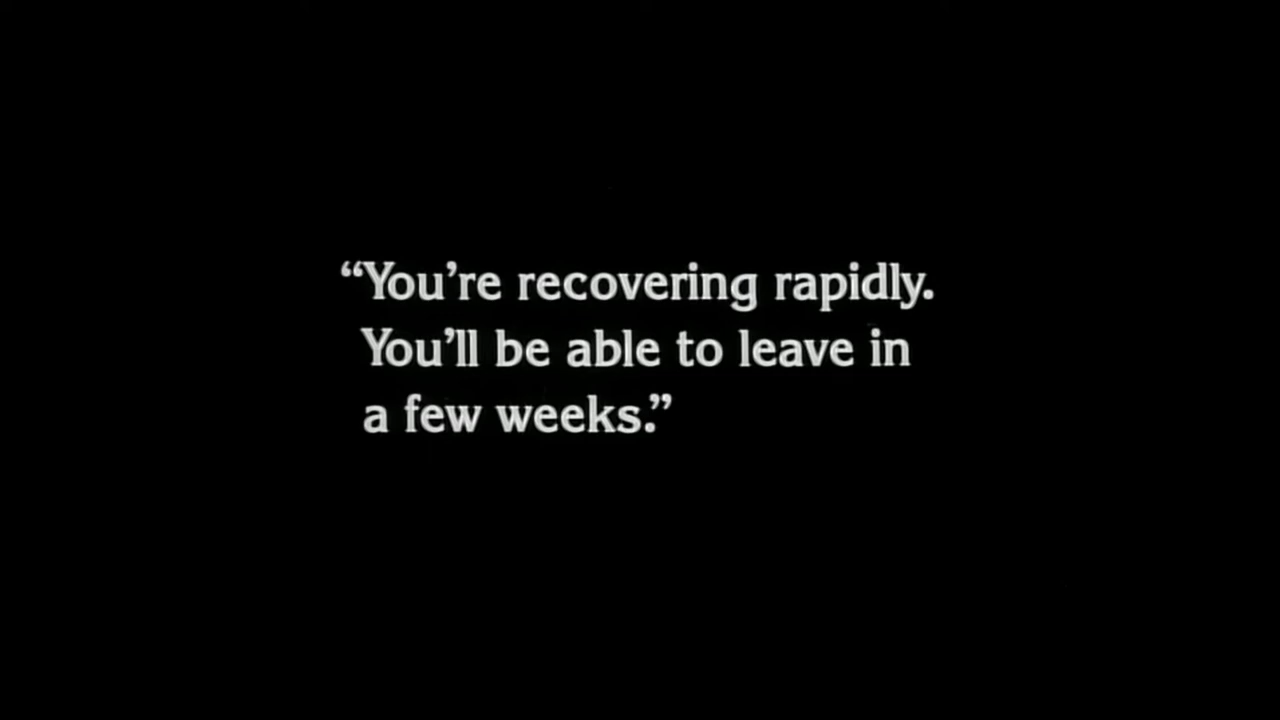 “You’re recovering rapidly.
You’ll be able to leave in
a few weeks.”